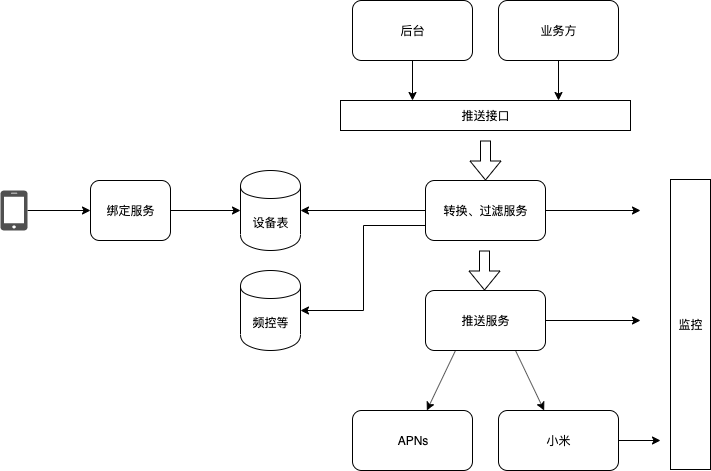 后台
业务方
推送接口
绑定服务
设备表
转换、过滤服务
频控等
推送服务
监控
APNs
小米